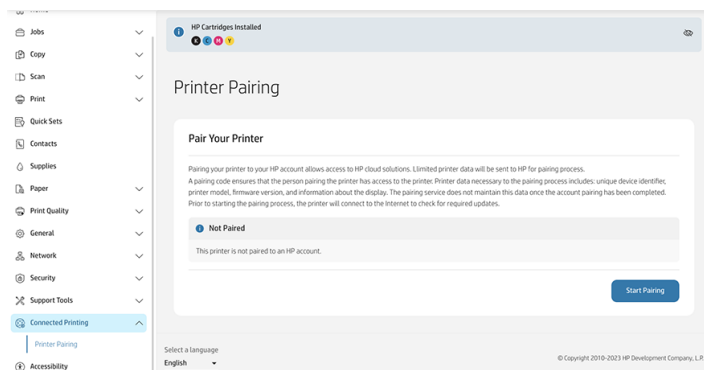 Jobs
Copy
Scan
Print
Quick Sets
Contacts
Supplies
Paper
Print Quality
General
Network
Security
Support Tools
Connected Printing
Printer Pairing
Accessibility
HP Cartridges Installed
K C M Y
Printer Pairing
Pair Your Printer
Pairing your printer to your HP account allows access to HP cloud solutions. Llimited printer data will be sent to HP for pairing process.
A pairing code ensures that the person pairing the printer has access to the printer. Printer data necessary to the pairing process includes: unique device identifier,
printer model, firmware version, and information about the display. The pairing service does not maintain this data once the account pairing has been completed.
Prior to starting the pairing process, the printer will connect to the Internet to check for required updates.
Not Paired
This printer is not paired to an HP account.
Start Pairing
Select a language
English
© Copyright 2010-2023 HP Development Company, L.P.